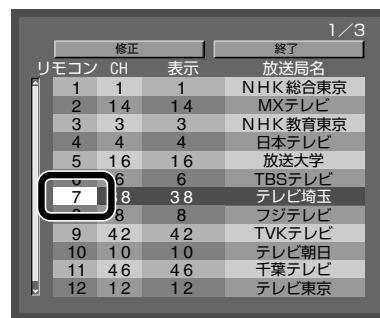 1/3
修正 終了
リモコン CH 表示 放送局名
1 1 1 NHK総合東京
2 14 14 MXテレビ
3 3 3 NHK教育東京
4 4 4 日本テレビ
5 16 16 放送大学
6 6 6 TBSテレビ
7 38 38 テレビ埼玉
8 8 8 フジテレビ
9 42 42 TVKテレビ
10 10 10 テレビ朝日
11 46 46 千葉テレビ
12 12 12 テレビ東京